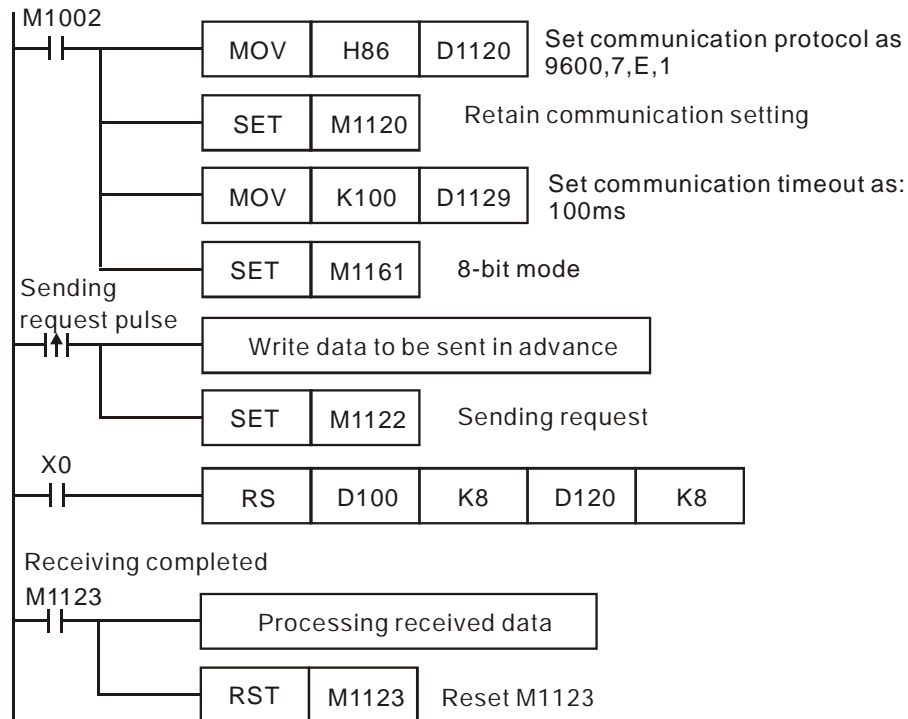 M1002
MOV H86 D1120 Set communication protocol as
9600,7,E,1
SET M1120 Retain communication setting
MOV K100 D1129 Set communication timeout as:
100ms
SET M1161 8-bit mode
Sending
request pulse
Write data to be sent in advance
SET M1122 Sending request
X0
RS D100 K8 D120 K8
Receiving completed
M1123
Processing received data
RST M1123 Reset M1123